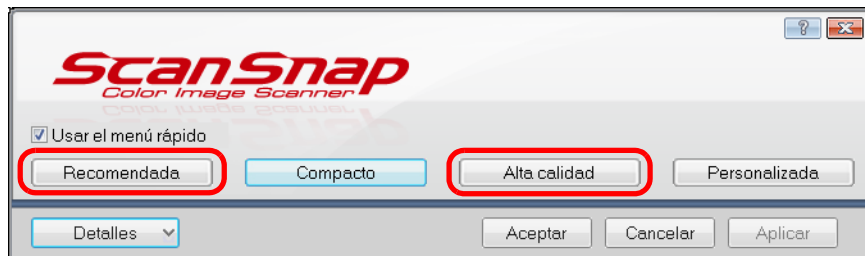 ScanSnap
Color Image Scanner
Usar el menú rápido
Recomendada Compacto Alta calidad Personalizada
Detalles Aceptar Cancelar Aplicar